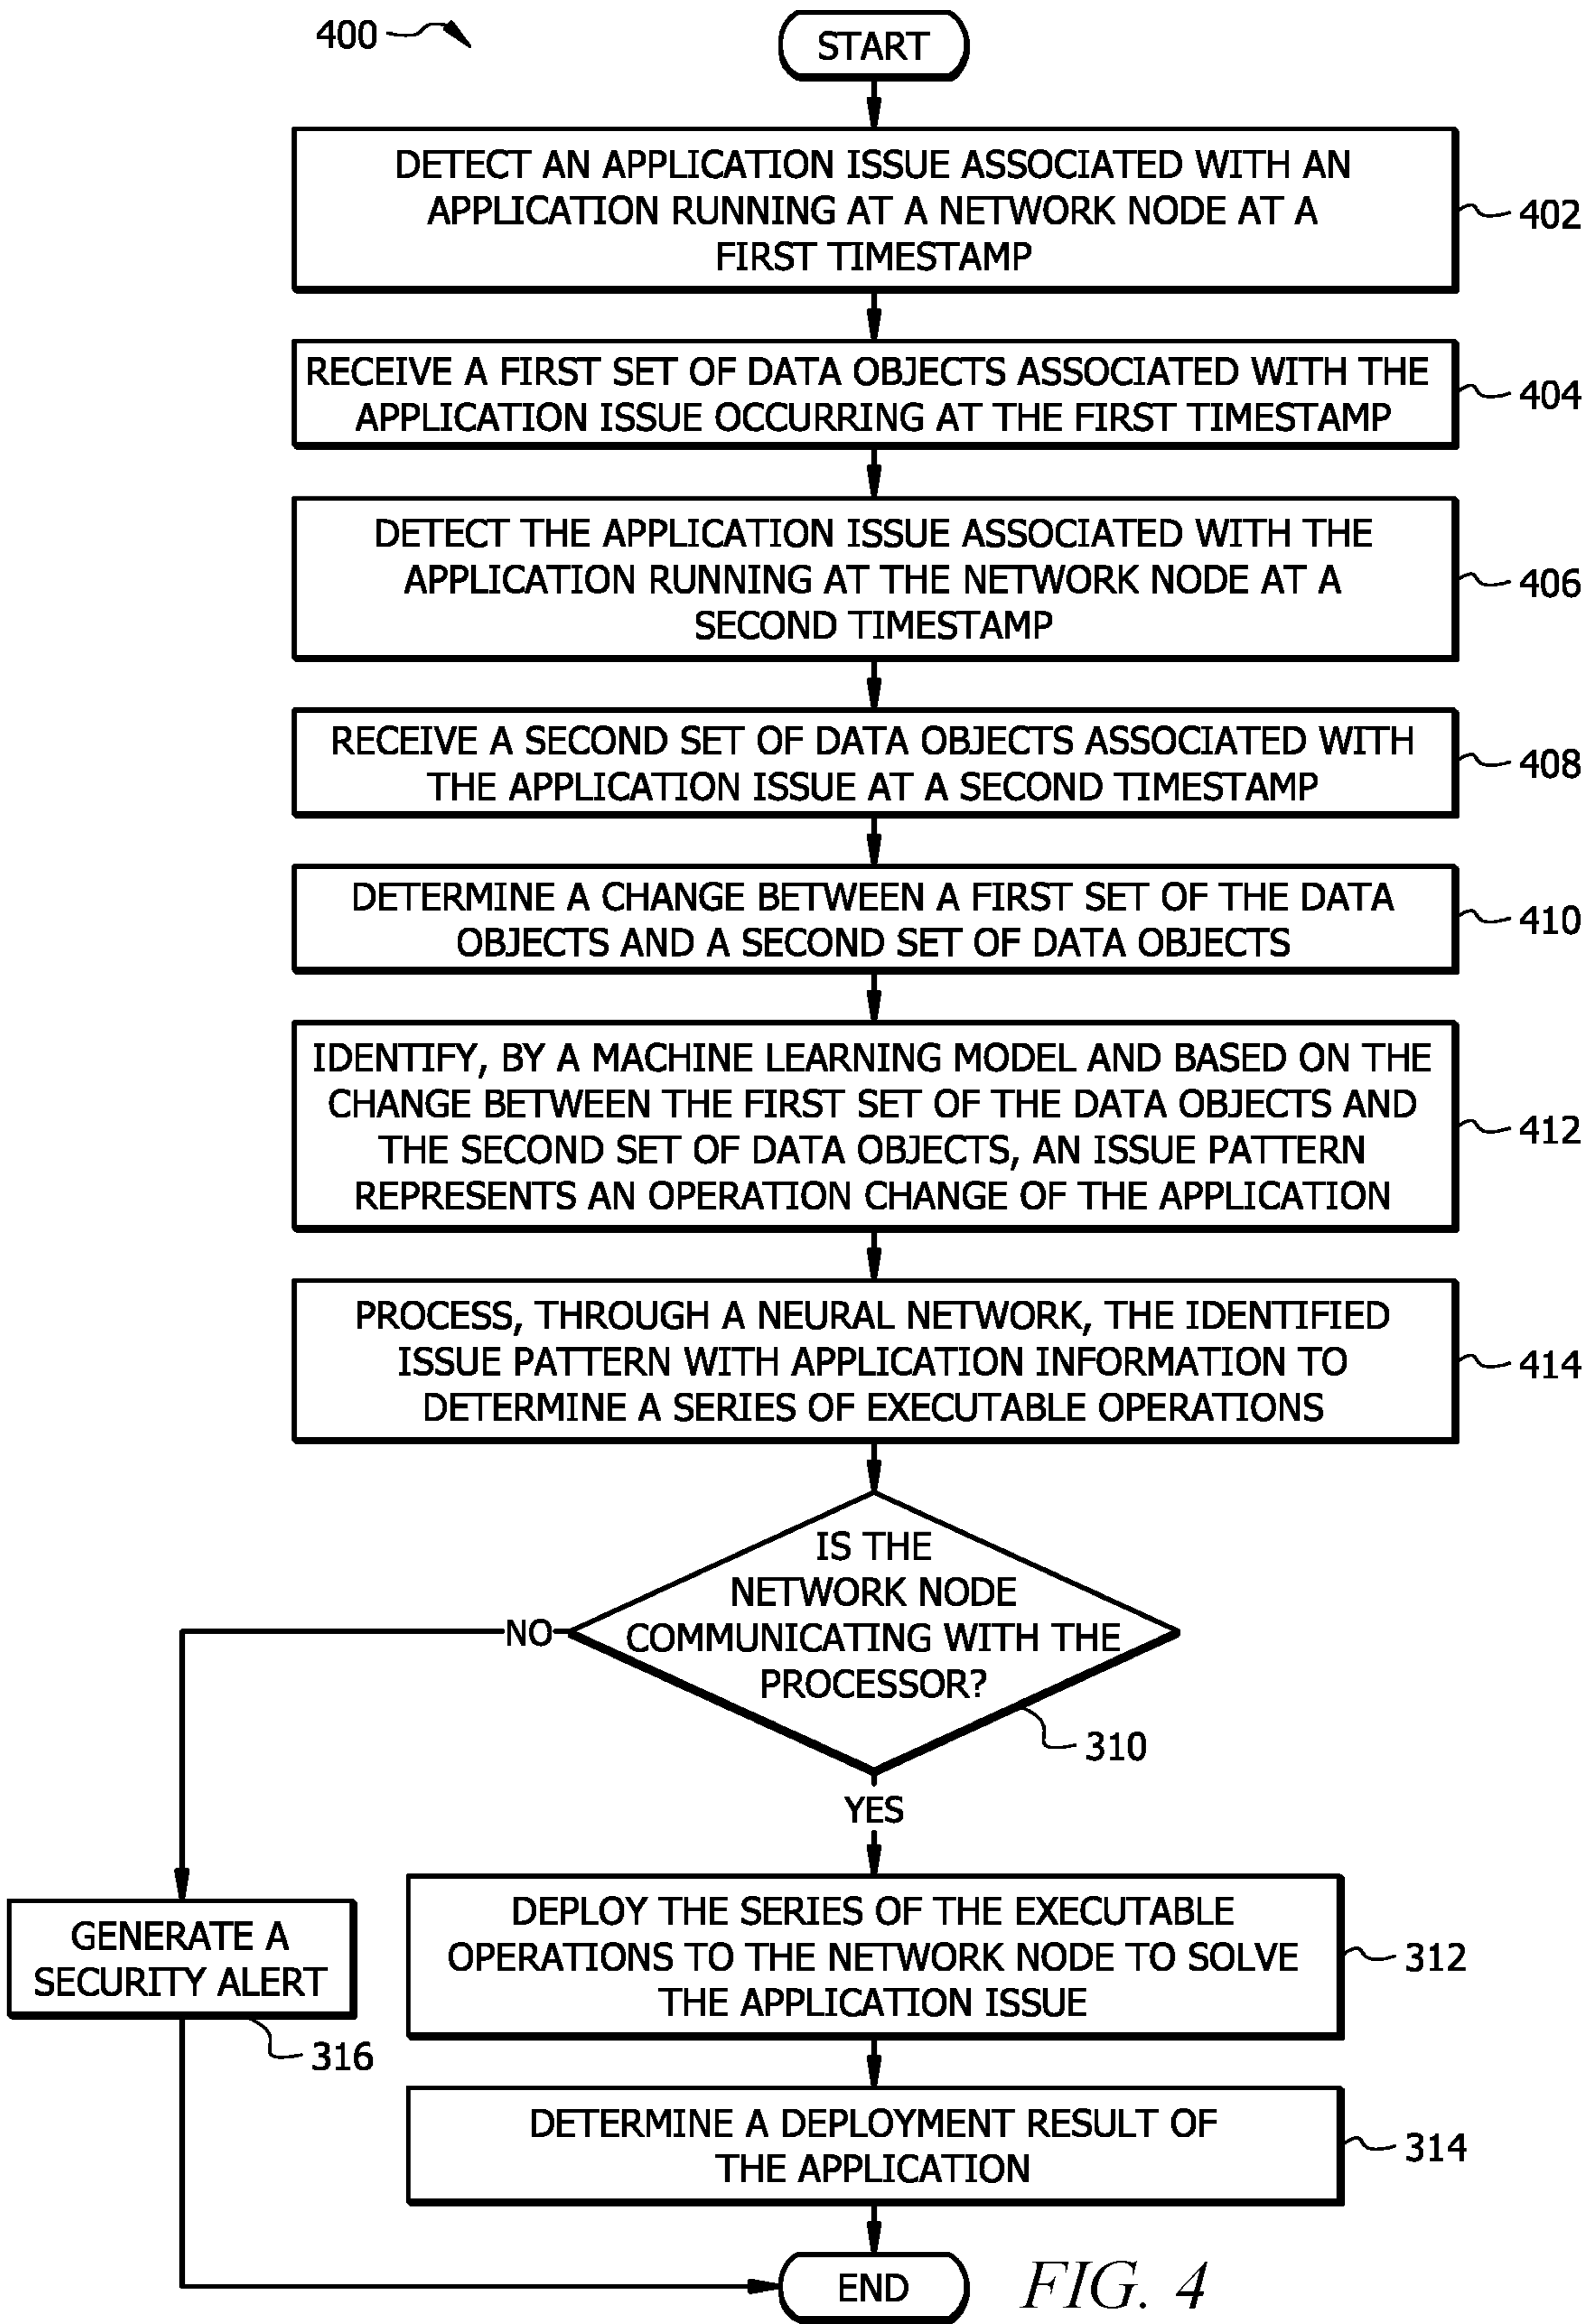 400
START
DETECT AN APPLICATION ISSUE ASSOCIATED WITH AN
APPLICATION RUNNING AT A NETWORK NODE AT A
FIRST TIMESTAMP
402
RECEIVE A FIRST SET OF DATA OBJECTS ASSOCIATED WITH THE
APPLICATION ISSUE OCCURRING AT THE FIRST TIMESTAMP
404
DETECT THE APPLICATION ISSUE ASSOCIATED WITH THE
APPLICATION RUNNING AT THE NETWORK NODE AT A
SECOND TIMESTAMP
406
RECEIVE A SECOND SET OF DATA OBJECTS ASSOCIATED WITH
THE APPLICATION ISSUE AT A SECOND TIMESTAMP
408
DETERMINE A CHANGE BETWEEN A FIRST SET OF THE DATA
OBJECTS AND A SECOND SET OF DATA OBJECTS
410
IDENTIFY, BY A MACHINE LEARNING MODEL AND BASED ON THE
CHANGE BETWEEN THE FIRST SET OF THE DATA OBJECTS AND
THE SECOND SET OF DATA OBJECTS, AN ISSUE PATTERN
REPRESENTS AN OPERATION CHANGE OF THE APPLICATION
412
PROCESS, THROUGH A NEURAL NETWORK, THE IDENTIFIED
ISSUE PATTERN WITH APPLICATION INFORMATION TO
DETERMINE A SERIES OF EXECUTABLE OPERATIONS
414
IS THE
NETWORK NODE
COMMUNICATING WITH THE
PROCESSOR?
310
NO
YES
GENERATE A
SECURITY ALERT
316
DEPLOY THE SERIES OF THE EXECUTABLE
OPERATIONS TO THE NETWORK NODE TO SOLVE
THE APPLICATION ISSUE
312
DETERMINE A DEPLOYMENT RESULT OF
THE APPLICATION
314
END
FIG. 4